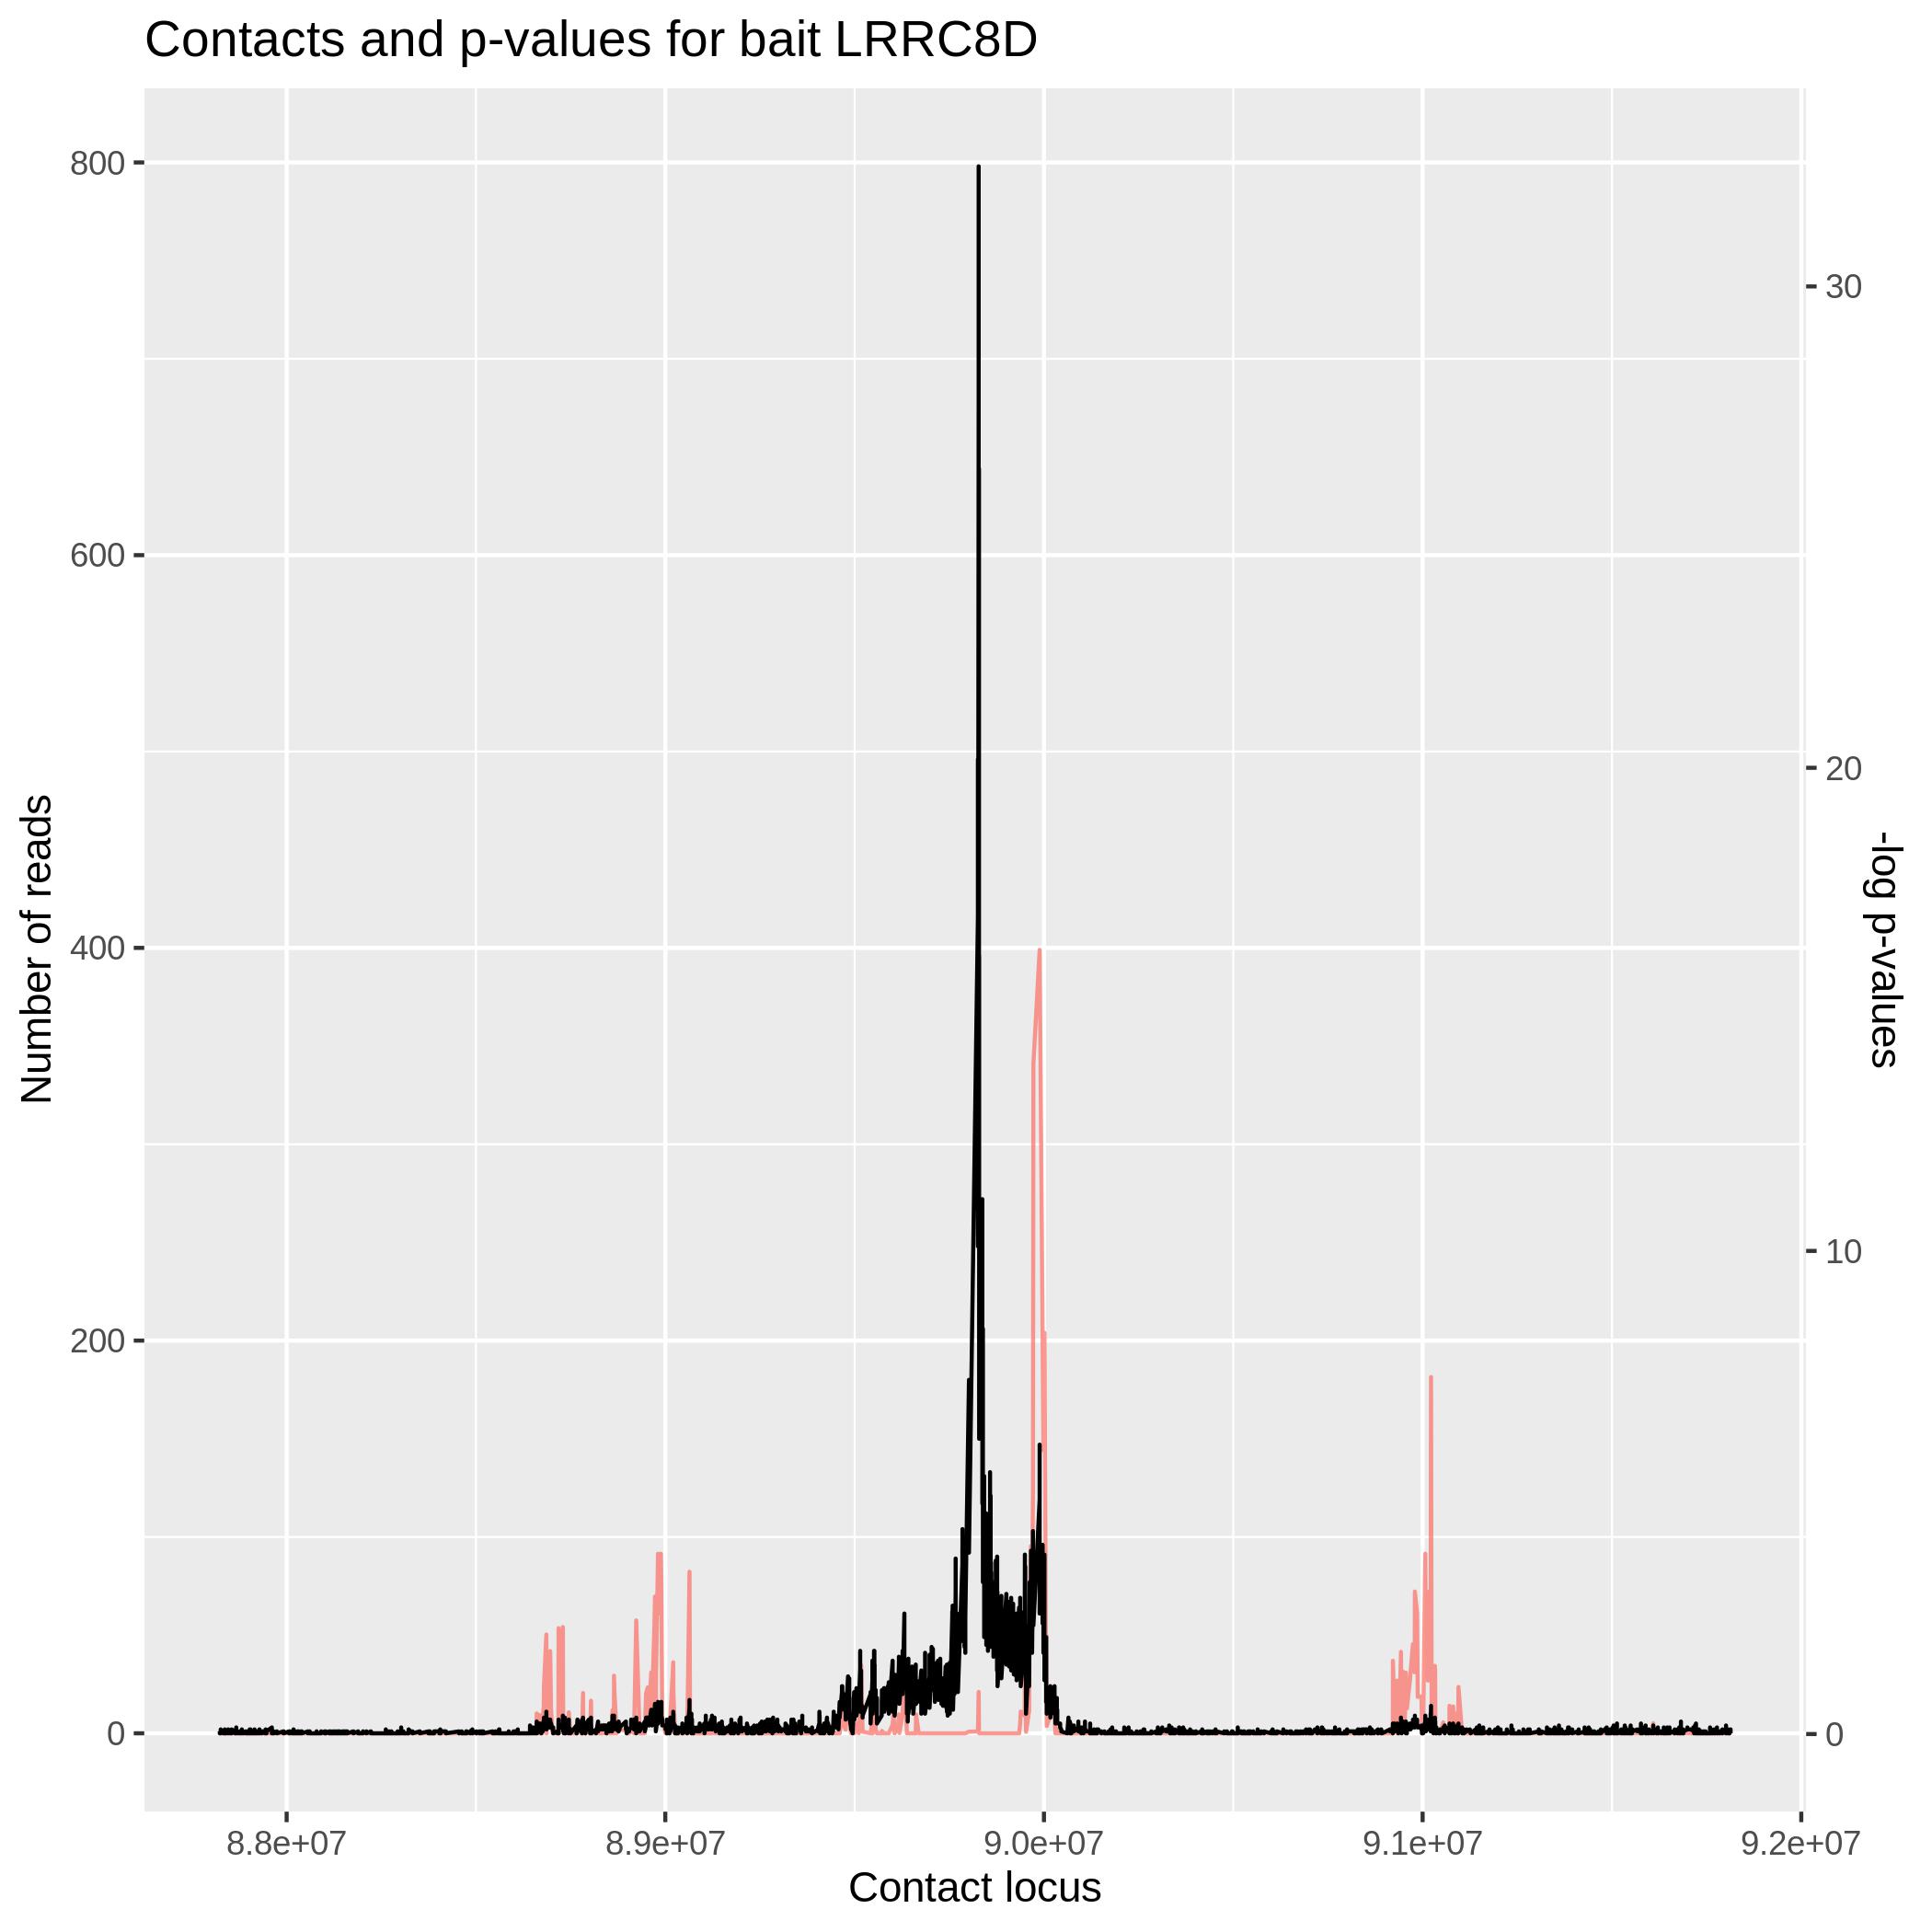 Contacts and p-values for bait LRRC8D
800
600
400
200
0
Number of reads
30
20
10
0
-log p-values
8.8e+07 8.9e+07 9.0e+07 9.1e+07 9.2e+07
Contact locus